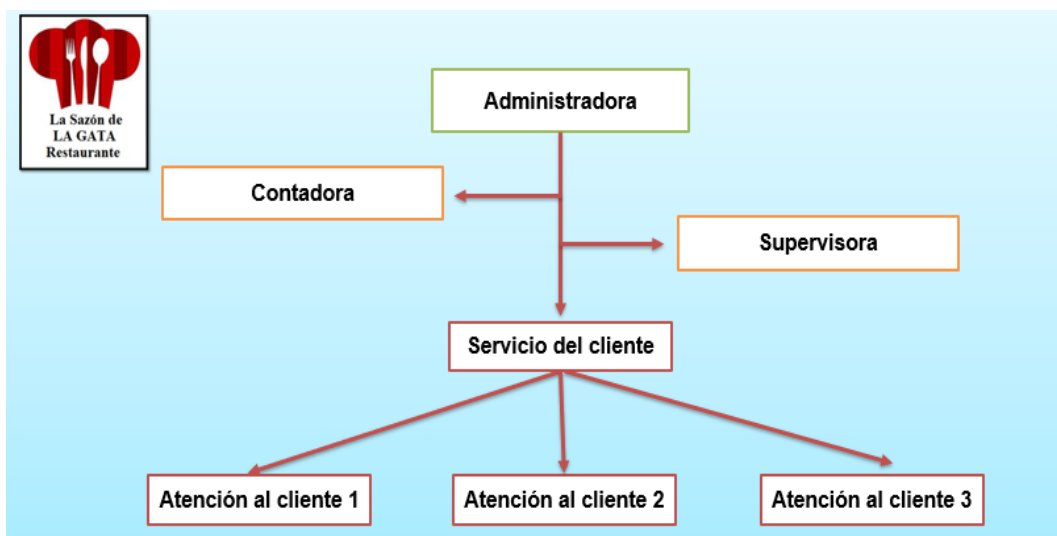 La Sazón de
LA GATA
Restaurante
Administradora
Contadora
Supervisora
Servicio del cliente
Atención al cliente 1
Atención al cliente 2
Atención al cliente 3